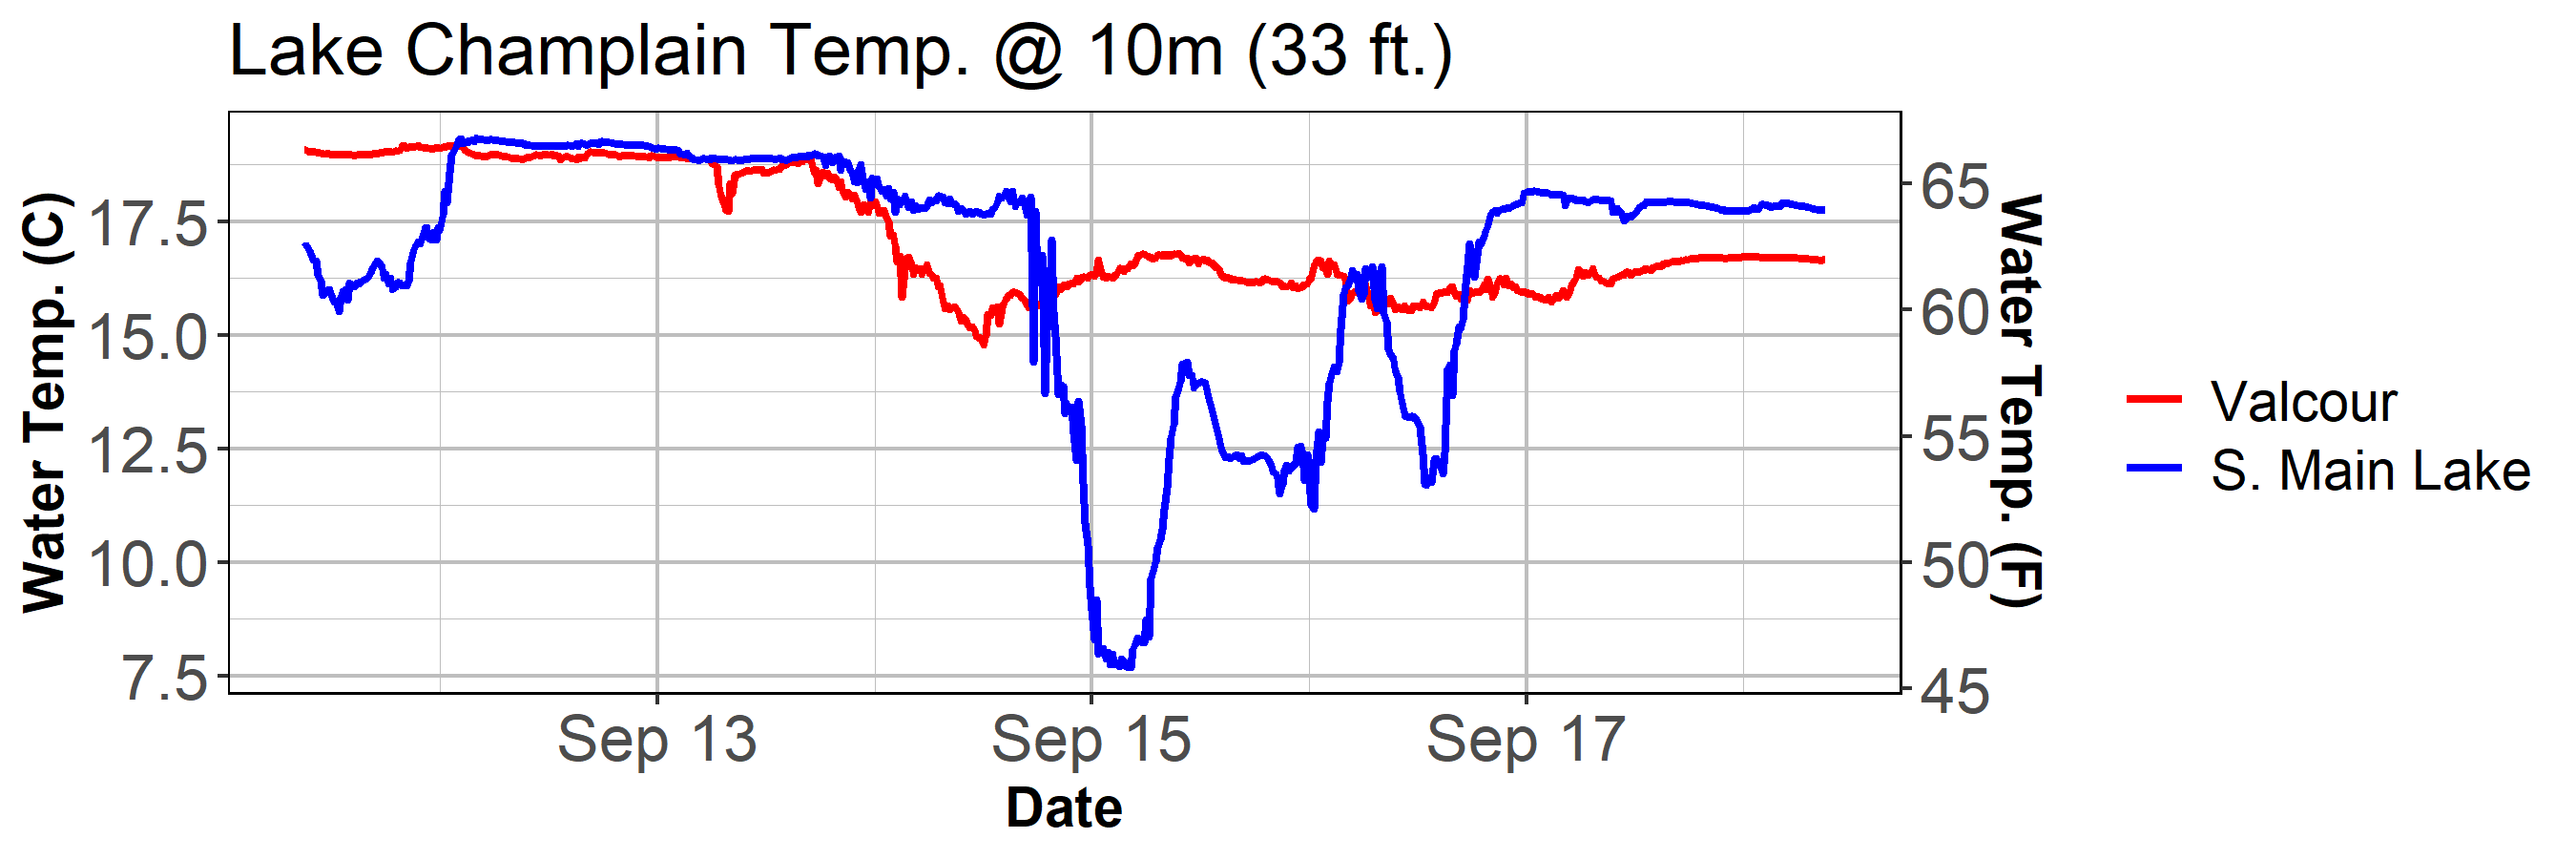 Lake Champlain Temp. @ 10m (33 ft.)
Water Temp. (C)
17.5
15.0
12.5
10.0
7.5
65
60
55
50
45
Water Temp. (F)
Sep 13
Sep 15
Sep 17
Date
Valcour
S. Main Lake